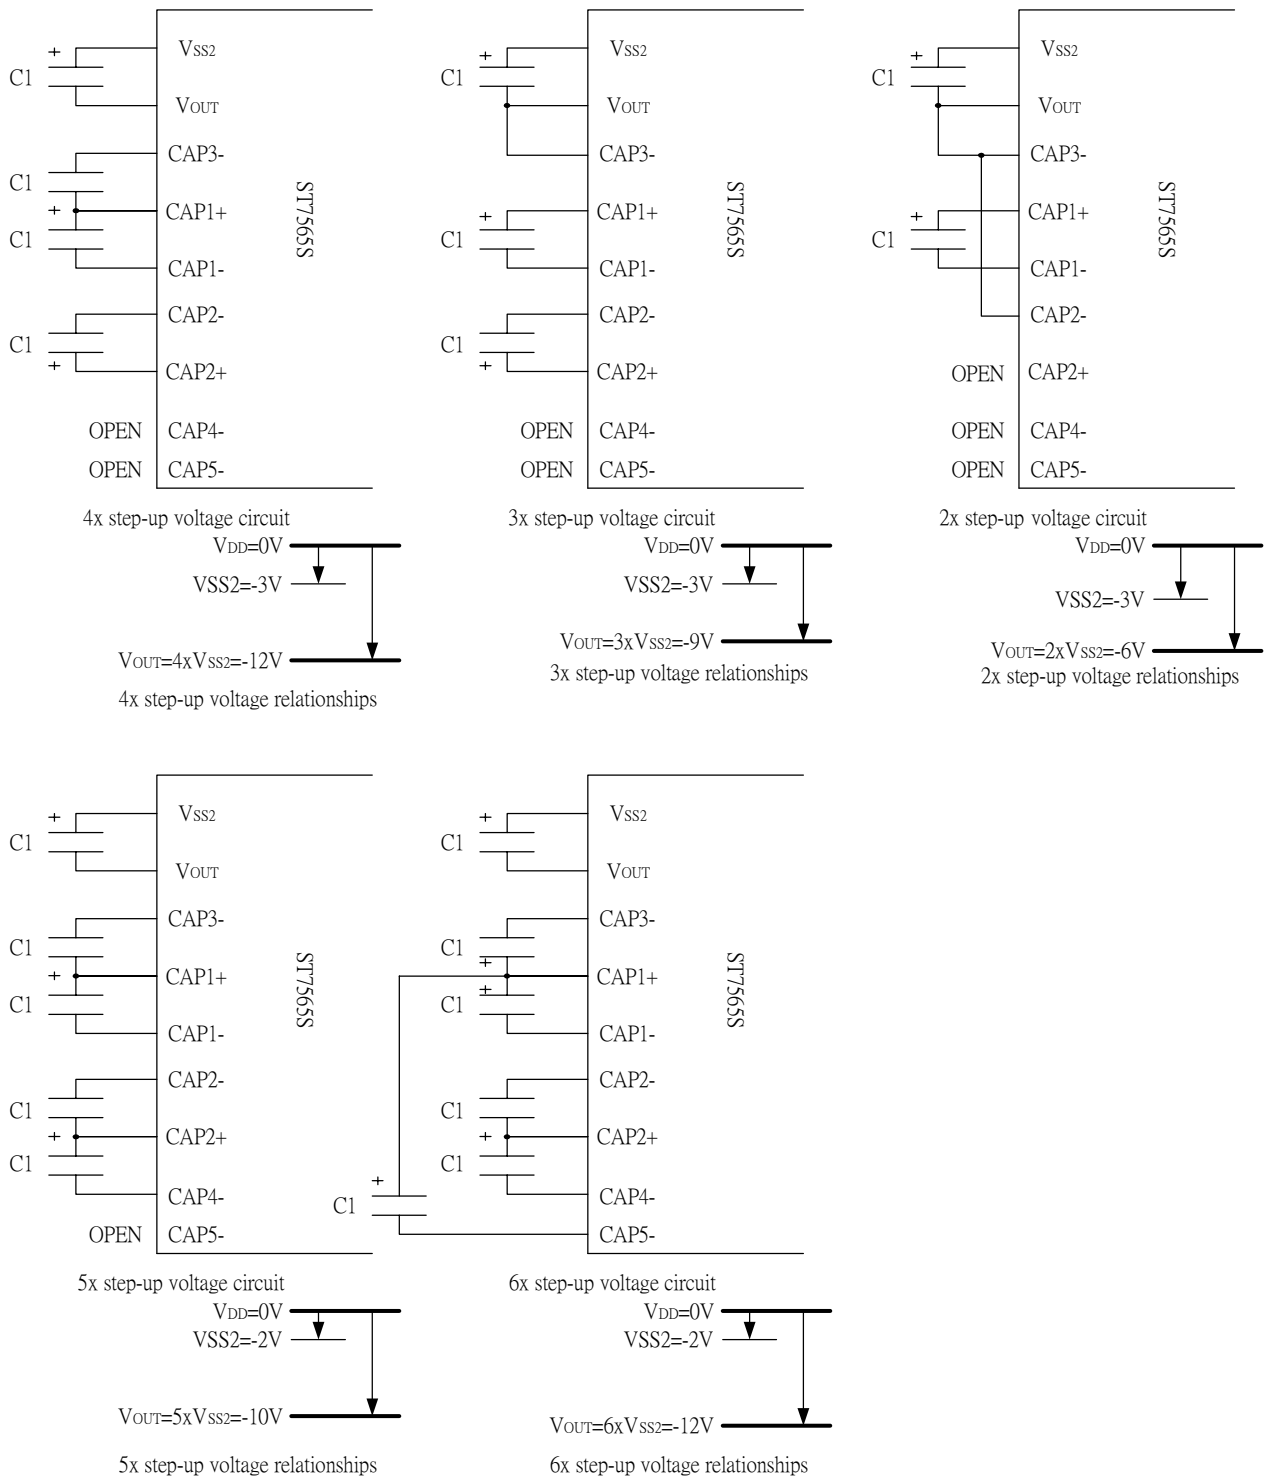 +
C1
VSS2
VOUT
CAP3-
C1
+
CAP1+
C1
CAP1-
CAP2-
C1
+
CAP2+
OPEN CAP4-
OPEN CAP5-
ST7565S
4x step-up voltage circuit
VDD=0V
VSS2=-3V
VOUT=4xVSS2=-12V
4x step-up voltage relationships
+
C1
VSS2
VOUT
CAP3-
+
CAP1+
C1
CAP1-
CAP2-
C1
+
CAP2+
OPEN CAP4-
OPEN CAP5-
ST7565S
3x step-up voltage circuit
VDD=0V
VSS2=-3V
VOUT=3xVSS2=-9V
3x step-up voltage relationships
+
C1
VSS2
VOUT
CAP3-
+
CAP1+
C1
CAP1-
CAP2-
OPEN CAP2+
OPEN CAP4-
OPEN CAP5-
ST7565S
2x step-up voltage circuit
VDD=0V
VSS2=-3V
VOUT=2xVSS2=-6V
2x step-up voltage relationships
+
C1
VSS2
VOUT
CAP3-
C1
+
CAP1+
C1
CAP1-
CAP2-
C1
+
CAP2+
C1
CAP4-
OPEN CAP5-
ST7565S
5x step-up voltage circuit
VDD=0V
VSS2=-2V
VOUT=5xVSS2=-10V
5x step-up voltage relationships
+
C1
VSS2
VOUT
CAP3-
C1
+
CAP1+
+
C1
CAP1-
CAP2-
C1
+
CAP2+
C1
CAP4-
+
C1
CAP5-
ST7565S
6x step-up voltage circuit
VDD=0V
VSS2=-2V
VOUT=6xVSS2=-12V
6x step-up voltage relationships